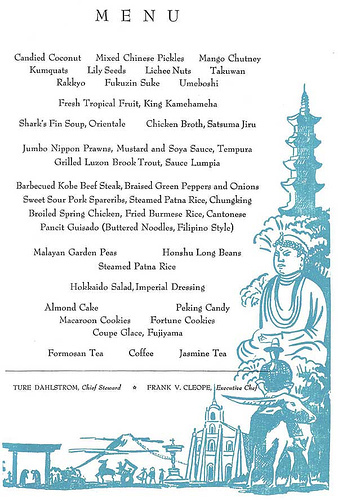 MENU
Candied Coconut Mixed Chinese Pickles Mango Chutney
Kumquats Lily Seeds Lichee Nuts Takuwan
Rakkyo Fukuzin Suke Umeboshi
Fresh Tropical Fruit, King Kamehameha
Shark's Fin Soup, Orientale Chicken Broth, Satsuma Jiru
Jumbo Nippon Prawns, Mustard and Soya Sauce, Tempura
Grilled Luzon Brook Trout, Sauce Lumpia
Barbecued Kobe Beef Steak, Braised Green Peppers and Onions
Sweet Sour Pork Spareribs, Steamed Patna Rice, Chungking
Broiled Spring Chicken, Fried Burmese Rice, Cantonese
Pancit Guisado (Buttered Noodles, Filipino Style)
Malayan Garden Peas Honshu Long Beans
Steamed Patna Rice
Hokkaido Salad, Imperial Dressing
Almond Cake Peking Candy
Macaroon Cookies Fortune Cookies
Coupe Glace, Fujiyama
Formosan Tea Coffee Jasmine Tea
TURE DAHLSTROM, Chief Steward ★ FRANK V. CLEOPE, Executive Chef